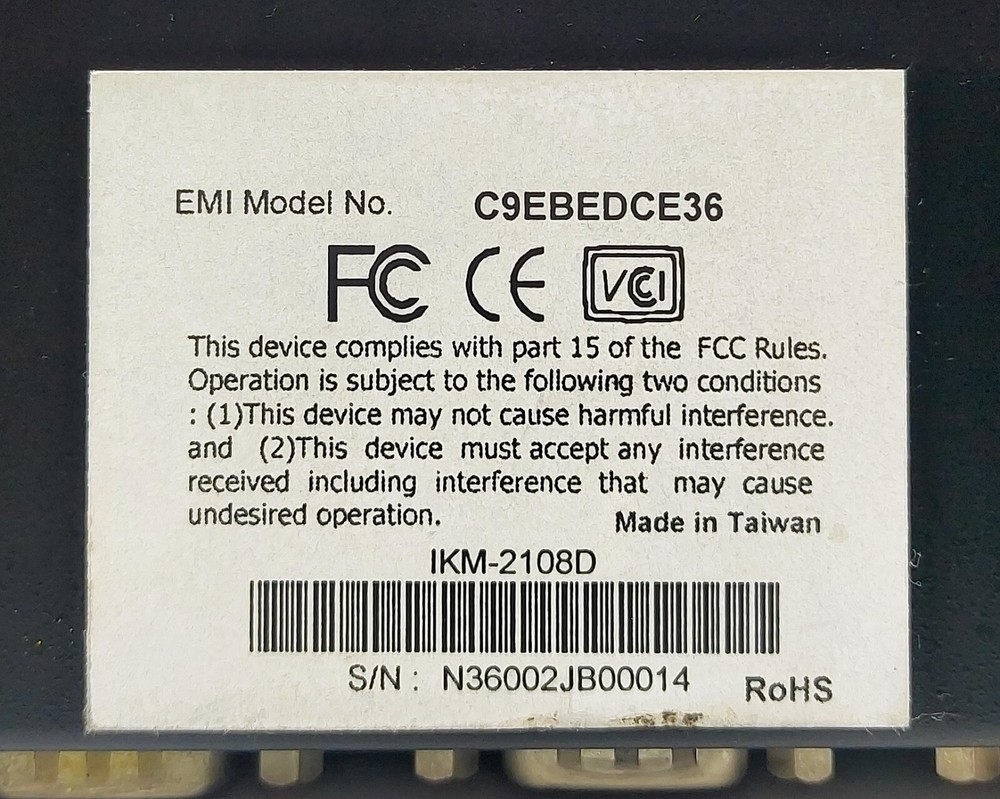 EMI Model No. C9EBEDCE36
FC CE VCCI
This device complies with part 15 of the FCC Rules.
Operation is subject to the following two conditions
: (1)This device may not cause harmful interference.
and (2)This device must accept any interference
received including interference that may cause
undesired operation.
Made in Taiwan
IKM-2108D
S/N : N36002JB00014
RoHS